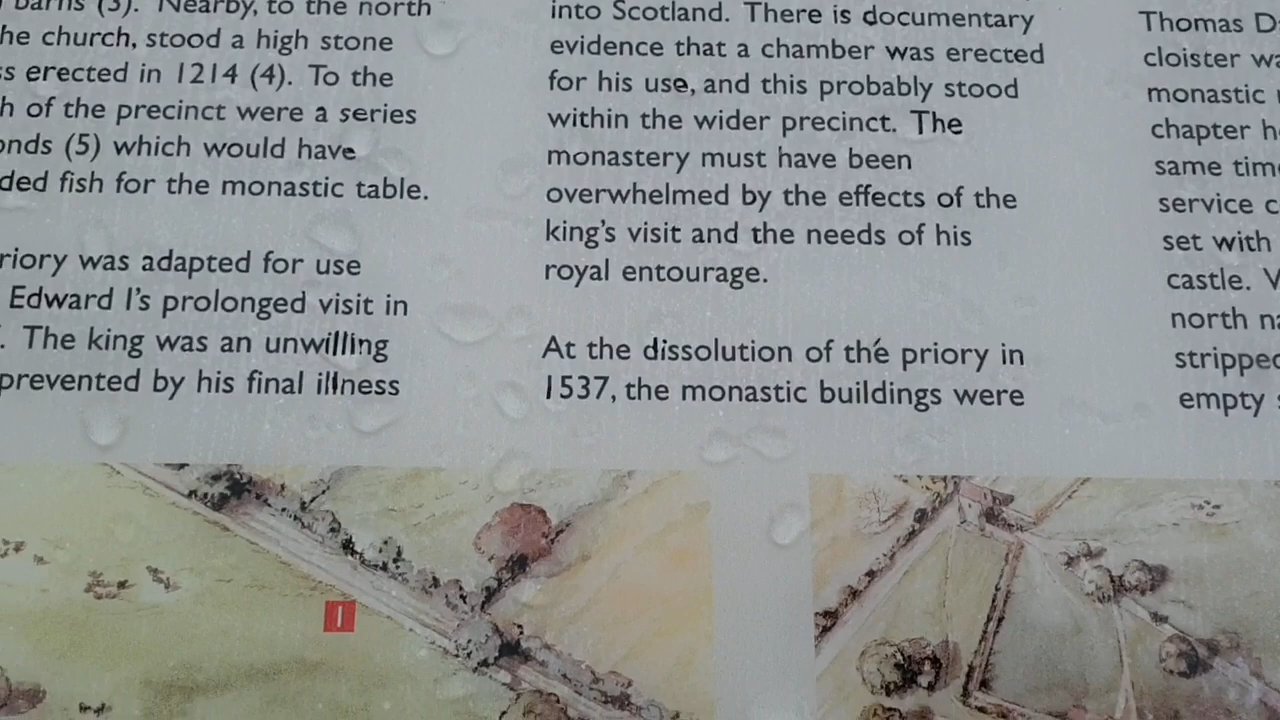 barns (3). Nearby, to the north
he church, stood a high stone
ss erected in 1214 (4). To the
h of the precinct were a series
onds (5) which would have
ded fish for the monastic table.
riory was adapted for use
Edward I's prolonged visit in
. The king was an unwilling
prevented by his final illness
into Scotland. There is documentary
evidence that a chamber was erected
for his use, and this probably stood
within the wider precinct. The
monastery must have been
overwhelmed by the effects of the
king's visit and the needs of his
royal entourage.
At the dissolution of the priory in
1537, the monastic buildings were
Thomas D
cloister wa
monastic
chapter h
same tim
service c
set with
castle. V
north na
stripped
empty
1